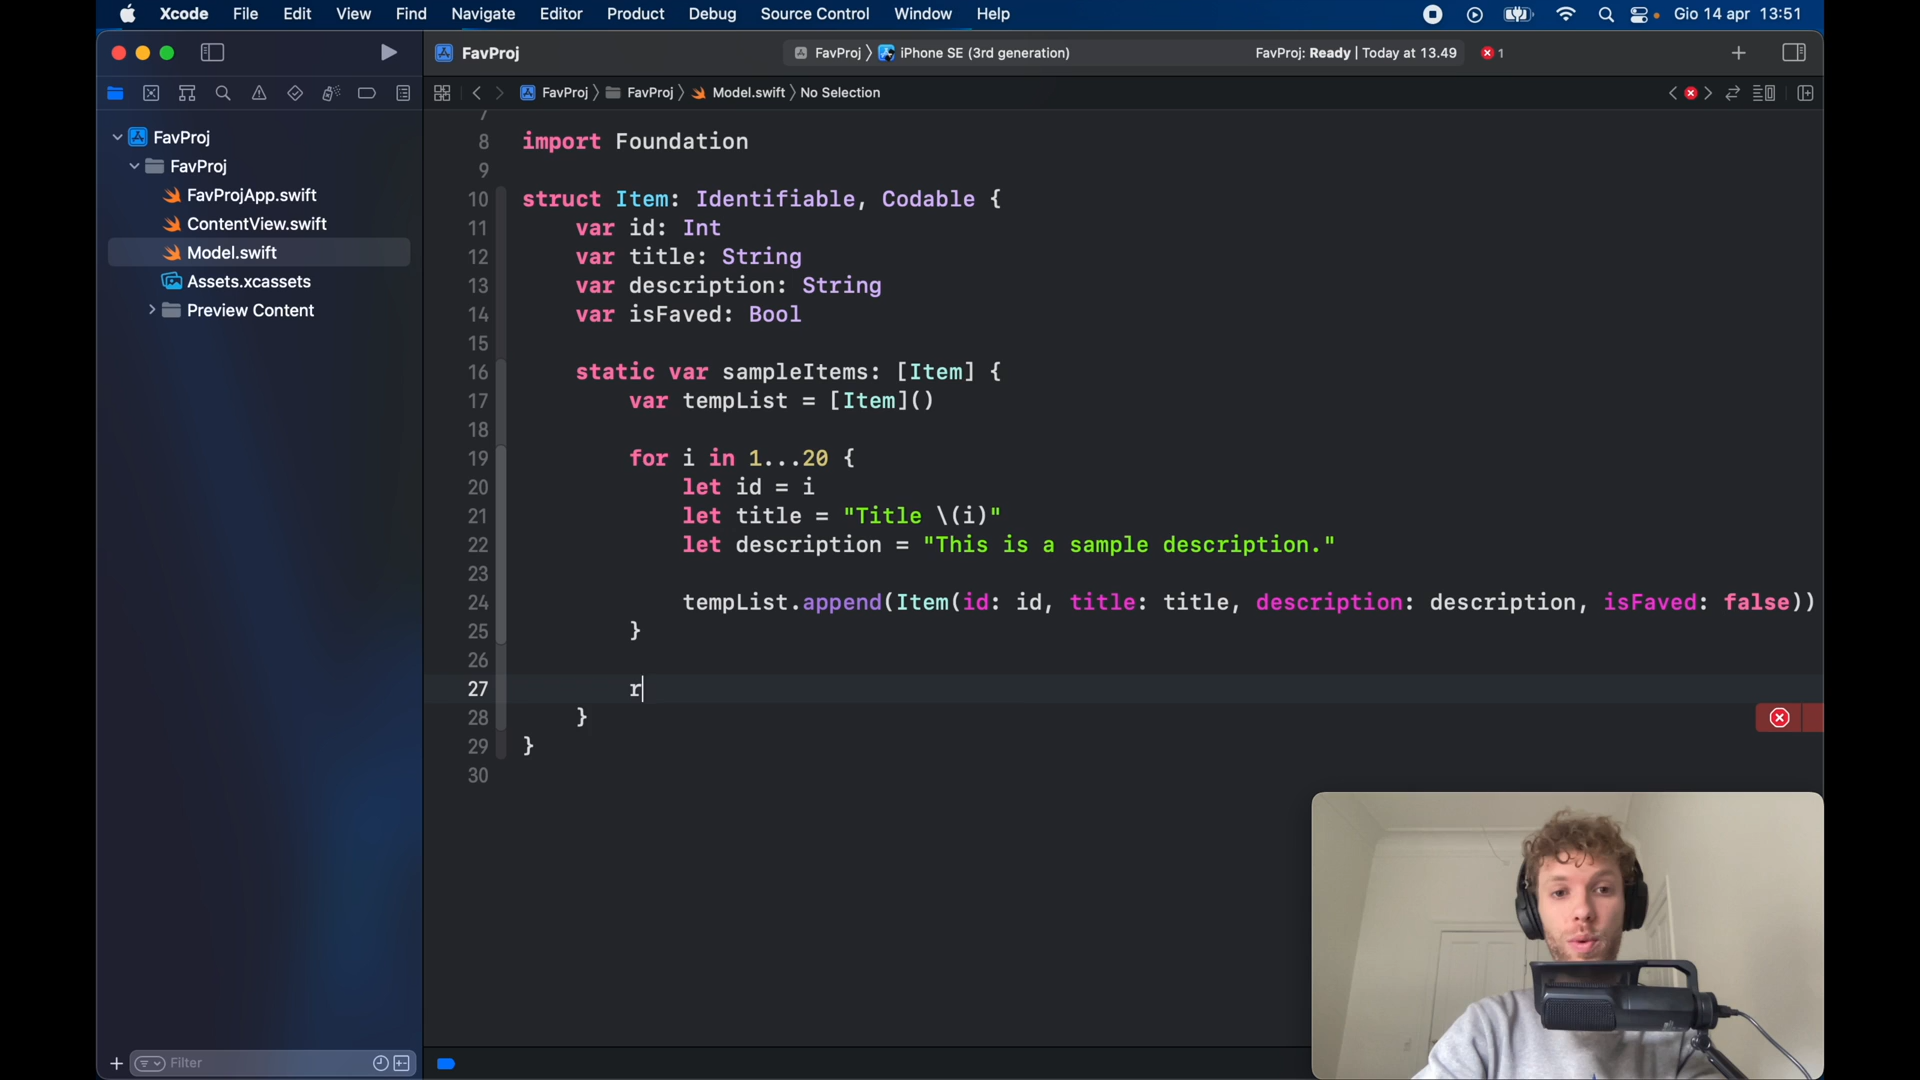 Xcode File Edit View Find Navigate Editor Product Debug Source Control Window Help Gio 14 apr 13:51
FavProj FavProj iPhone SE (3rd generation) FavProj: Ready | Today at 13.49 1
FavProj FavProj Model.swift No Selection
FavProj
FavProj
FavProjApp.swift
ContentView.swift
Model.swift
Assets.xcassets
Preview Content
Filter
7
8 import Foundation
9
10 struct Item: Identifiable, Codable {
11 var id: Int
12 var title: String
13 var description: String
14 var isFaved: Bool
15
16 static var sampleItems: [Item] {
17 var tempList = [Item]()
18
19 for i in 1...20 {
20 let id = i
21 let title = "Title \(i)"
22 let description = "This is a sample description."
23
24 tempList.append(Item(id: id, title: title, description: description, isFaved: false))
25 }
26
27 r
28 }
29 }
30